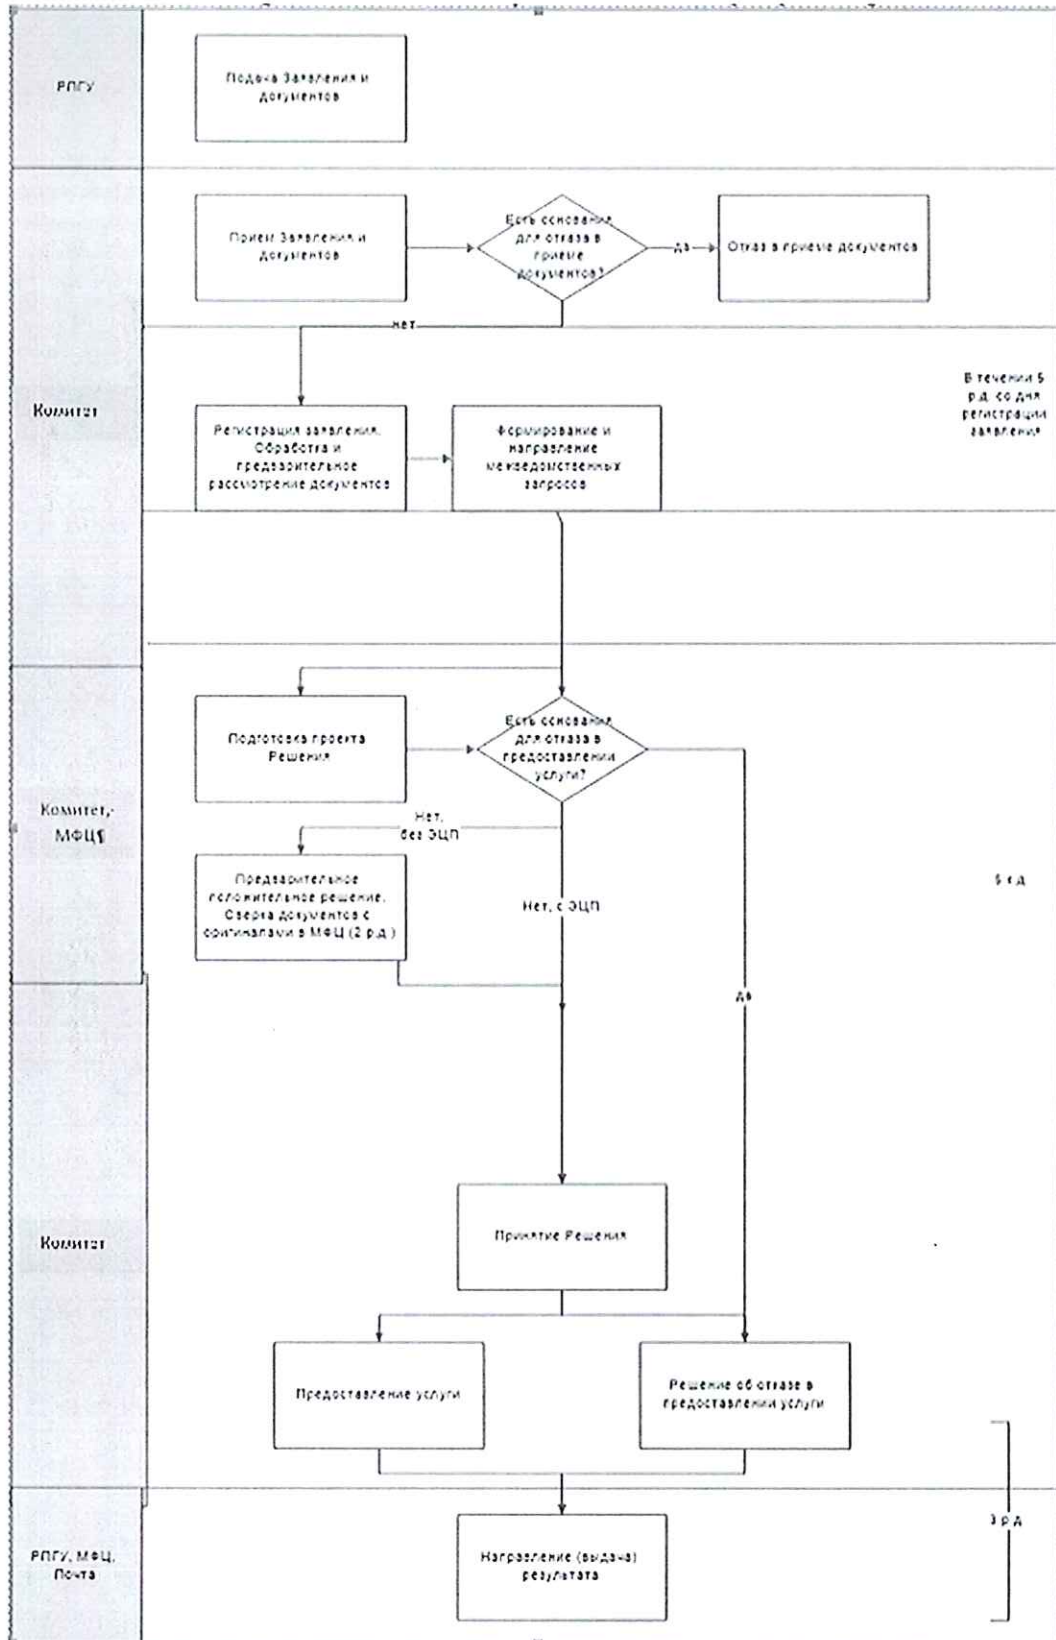 РПГУ
Подача Заявления и
документов
Прием Заявления и
документов
Есть основания
для отказа в
приеме
документов?
да
Отказ в приеме документов
нет
Комитет
В течении 5
р.д. со дня
регистрации
заявления
Регистрация заявления.
Обработка и
предварительное
рассмотрение документов
Формирование и
направление
межведомственных
запросов
Подготовка проекта
Решения
Есть основания
для отказа в
предоставлении
услуги?
Комитет,
МФЦ¶
Нет,
без ЭЦП
Предварительное
положительное решение.
Сверка документов с
оригиналами в МФЦ (2 р.д.)
Нет, с ЭЦП
да
Принятие Решения
Комитет
Предоставление услуги
Решение об отказе в
предоставлении услуги
3 р.д
РПГУ, МФЦ,
Почта
Направление (выдача)
результата